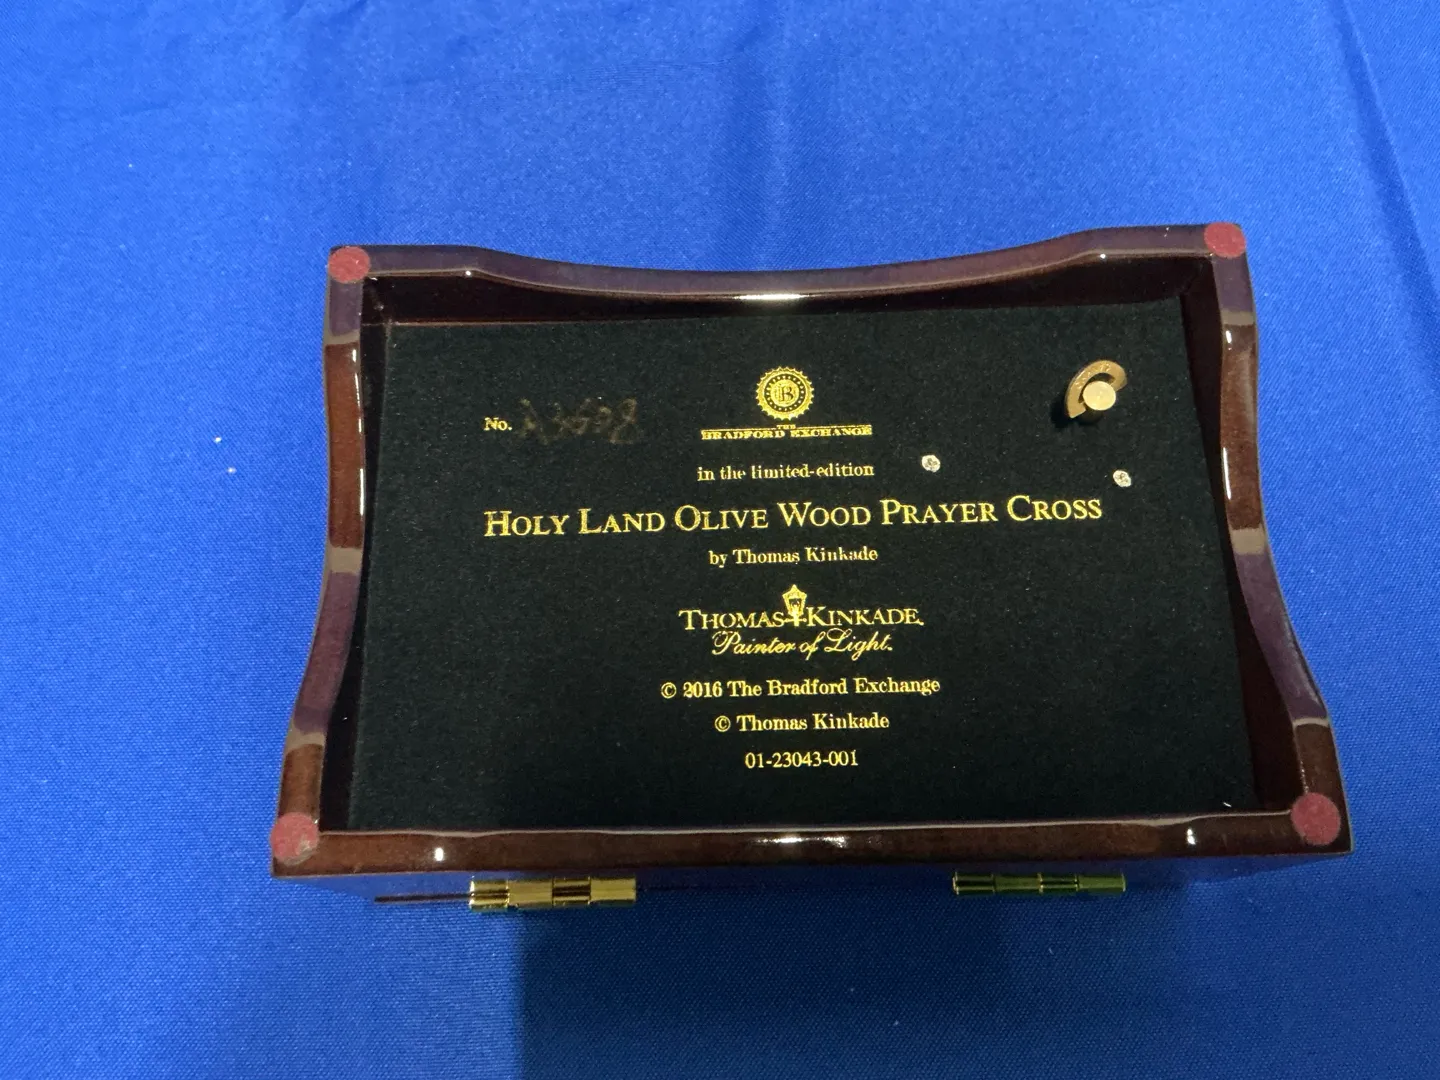 No.
B
THE
BRADFORD EXCHANGE
in the limited-edition
HOLY LAND OLIVE WOOD PRAYER CROSS
by Thomas Kinkade
THOMAS KINKADE
Painter of Light
© 2016 The Bradford Exchange
© Thomas Kinkade
01-23043-001